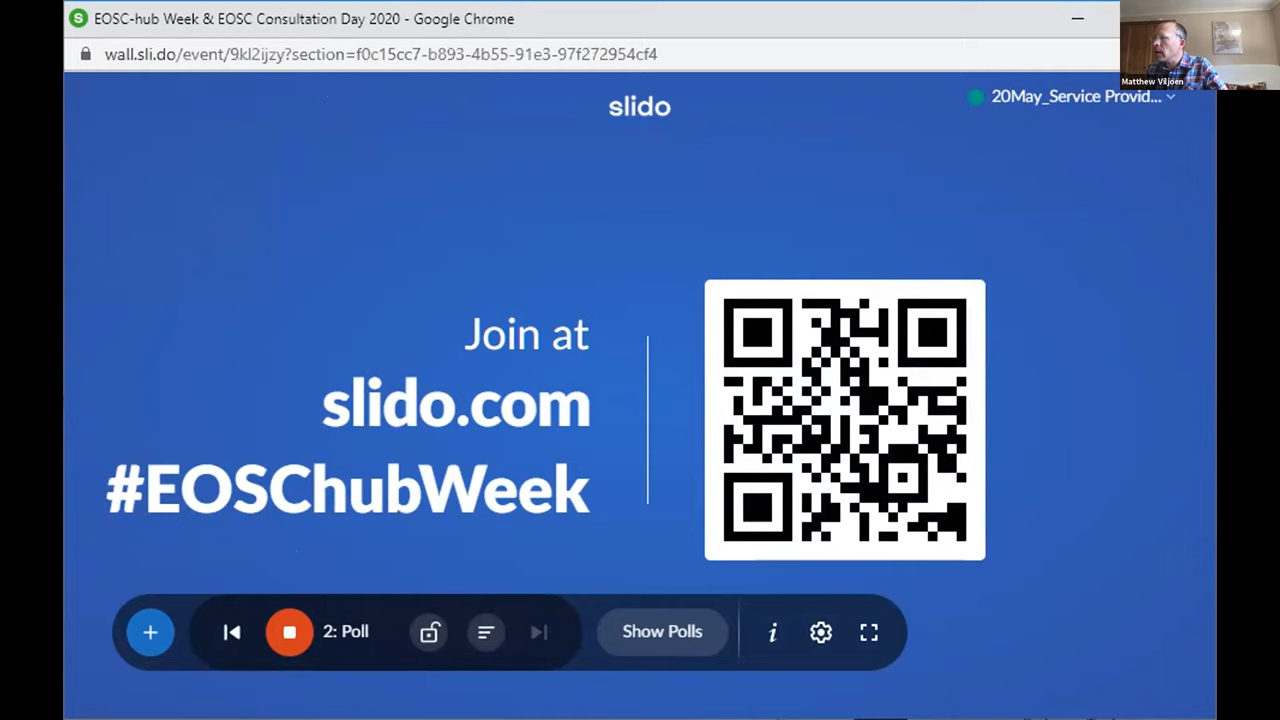 EOSC-hub Week & EOSC Consultation Day 2020 - Google Chrome
wall.sli.do/event/9kl2ijzy?section=f0c15cc7-b893-4b55-91e3-97f272954cf4
Matthew Viljoen
slido
20May_Service Provid...
Join at
slido.com
#EOSChubWeek
2: Poll
Show Polls